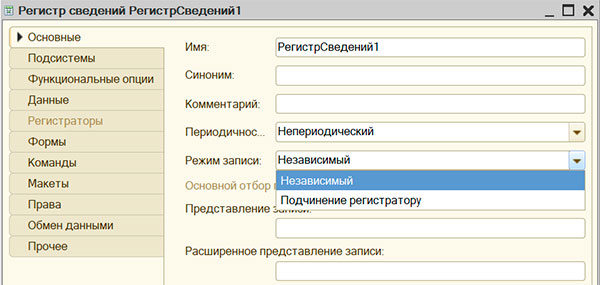 Регистр сведений РегистрСведений1
Основные
Подсистемы
Функциональные опции
Данные
Регистраторы
Формы
Команды
Макеты
Права
Обмен данными
Прочее
Имя: РегистрСведений1
Синоним:
Комментарий:
Периодичнос... Непериодический
Режим записи: Независимый
Независимый
Подчинение регистратору
Основной отбор
Представление записи:
Расширенное представление записи: